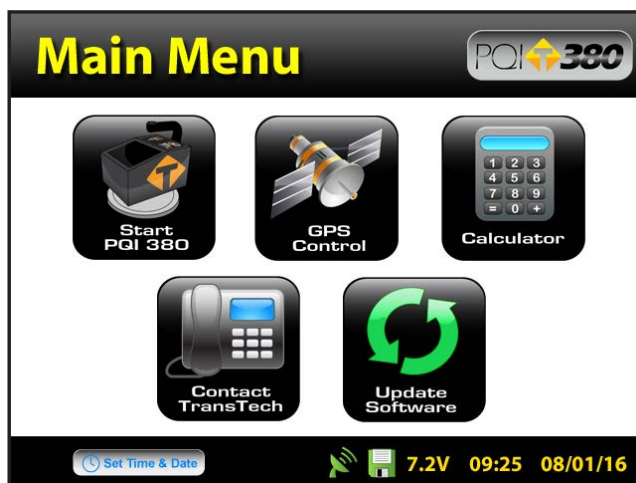 Main Menu
PQI T 380
Start
PQI 380
GPS
Control
1 2 3
4 5 6
7 8 9
= 0 +
Calculator
Contact
TransTech
Update
Software
Set Time & Date
7.2V 09:25 08/01/16